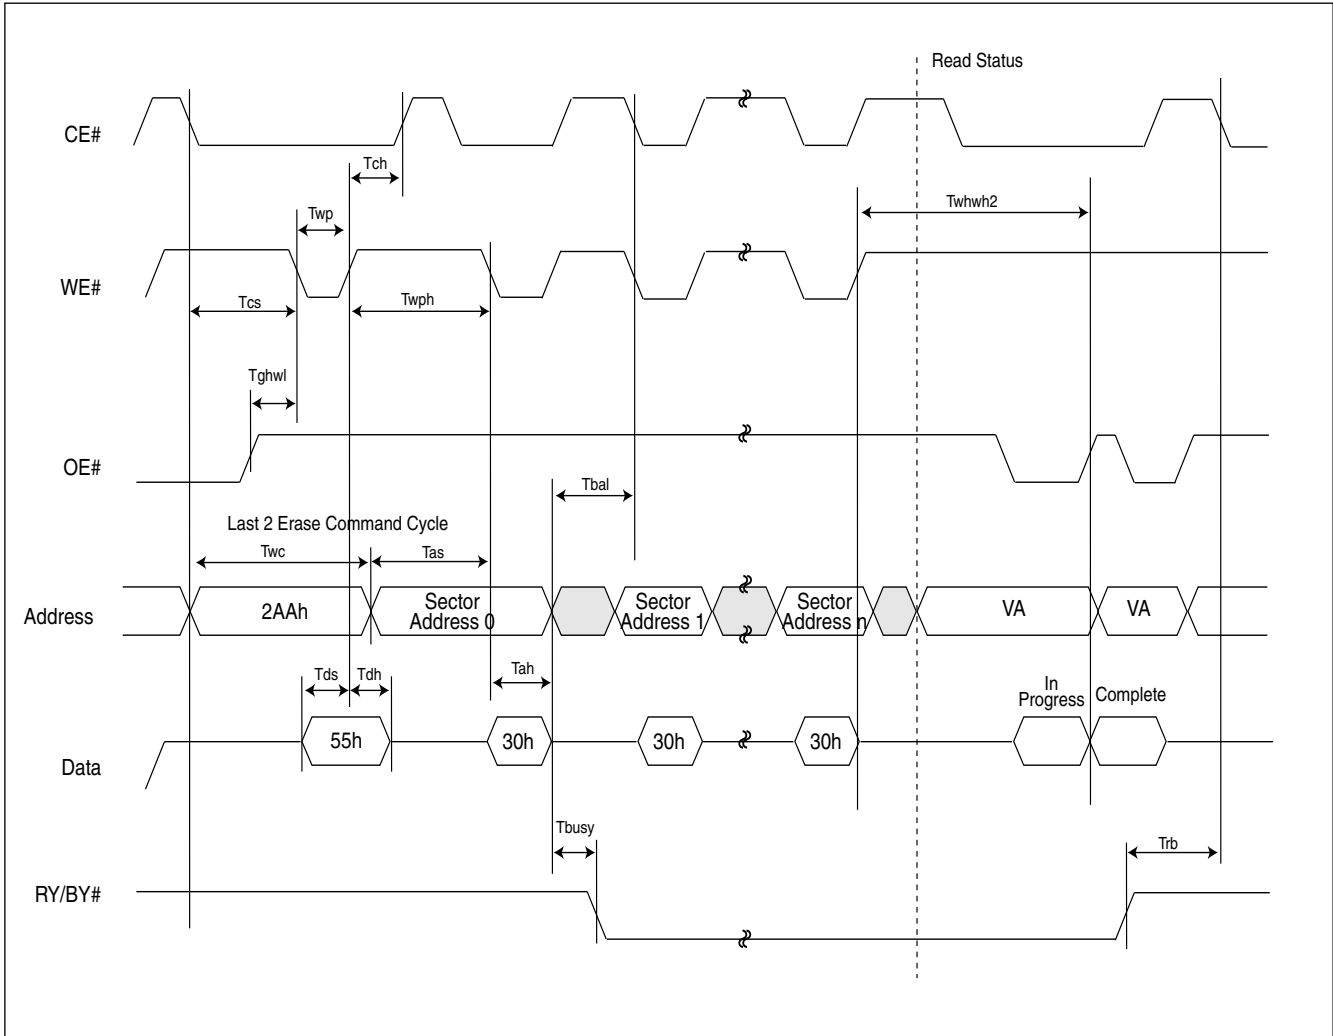 Read Status
CE#
Tch
Twp
Twhwh2
WE#
Tcs
Twph
Tghwl
OE#
Tbal
Last 2 Erase Command Cycle
Twc
Tas
Address
2AAh
Sector
Address 0
Sector
Address 1
Sector
Address n
VA
VA
Tds
Tdh
Tah
In
Progress
Complete
Data
55h
30h
30h
30h
Tbusy
Trb
RY/BY#